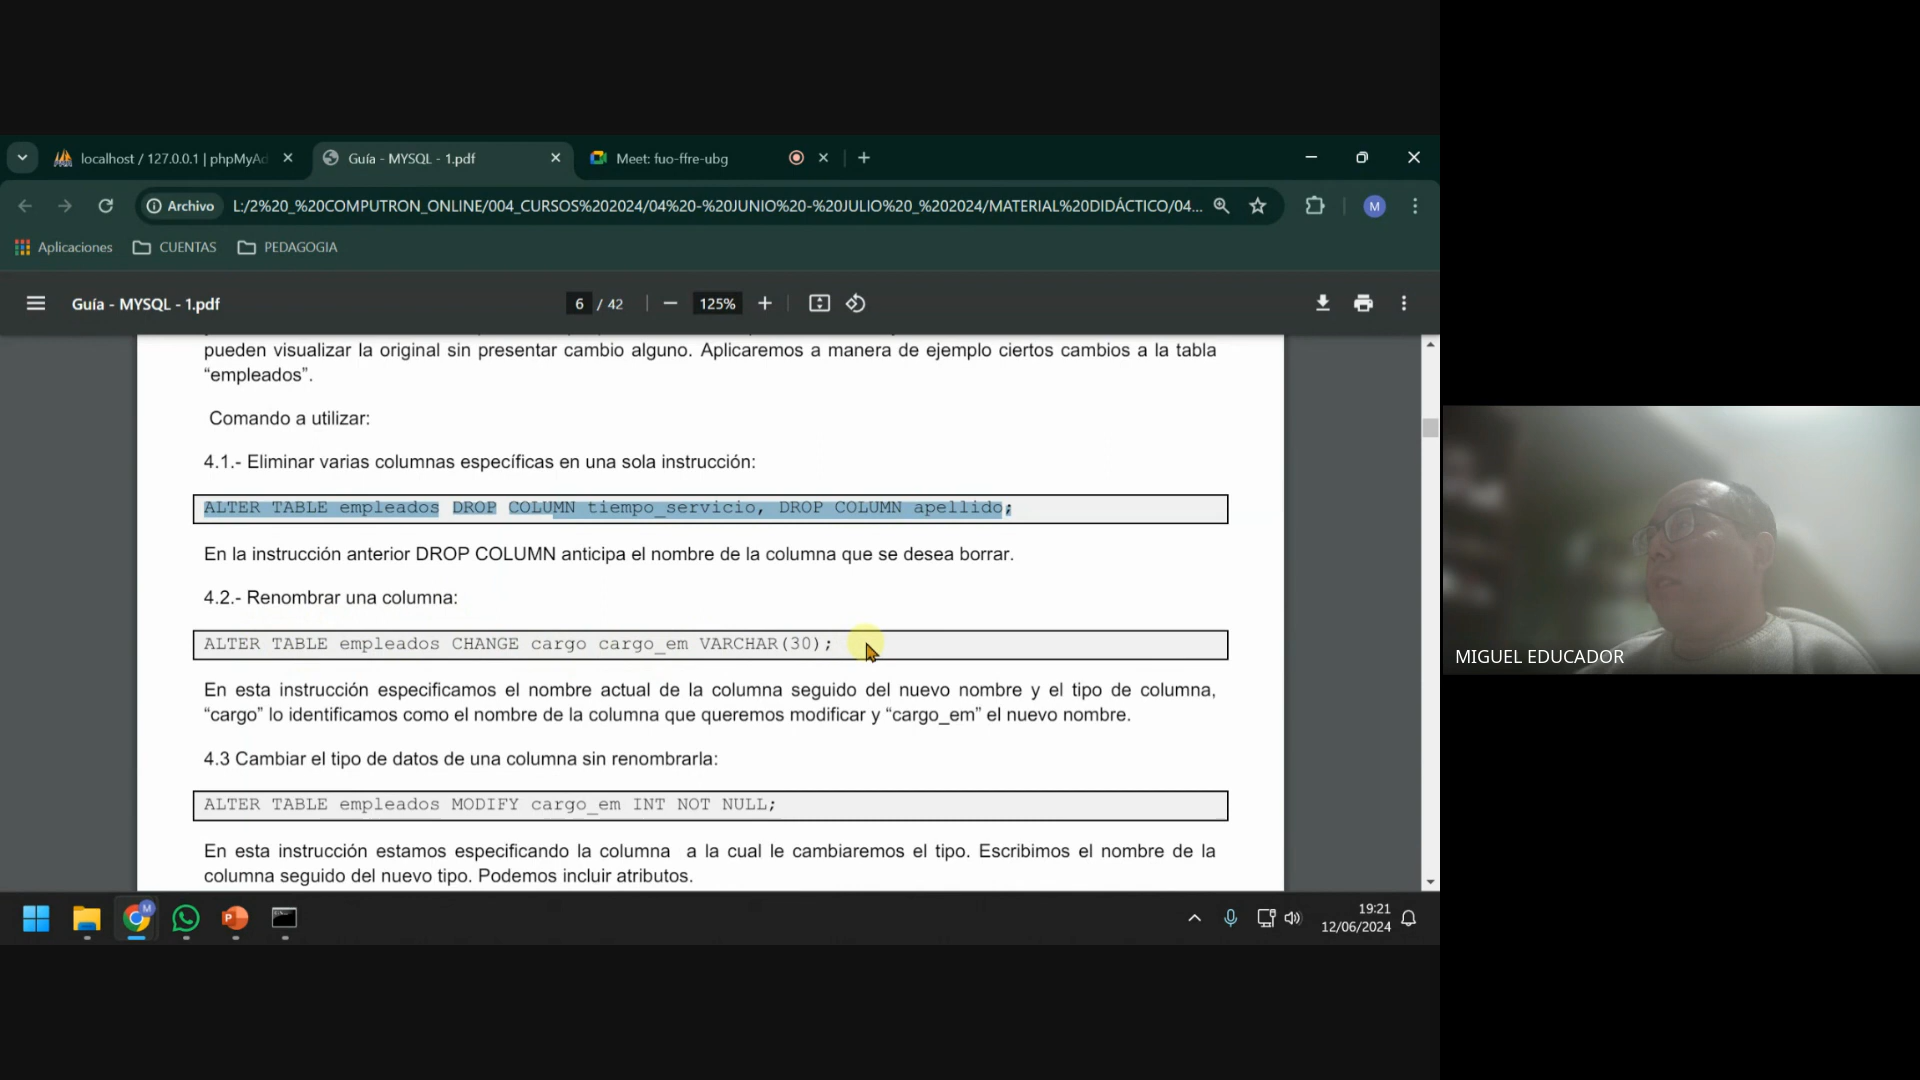 localhost / 127.0.0.1 | phpMyAd
Guía - MYSQL - 1.pdf
Meet: fuo-ffre-ubg
Archivo
L:/2%20_%20COMPUTRON_ONLINE/004_CURSOS%202024/04%20-%20JUNIO%20-%20JULIO%20_%202024/MATERIAL%20DIDÁCTICO/04...
M
Aplicaciones
CUENTAS
PEDAGOGIA
Guía - MYSQL - 1.pdf
6 / 42
125%
pueden visualizar la original sin presentar cambio alguno. Aplicaremos a manera de ejemplo ciertos cambios a la tabla
“empleados”.
Comando a utilizar:
4.1.- Eliminar varias columnas específicas en una sola instrucción:
ALTER TABLE empleados DROP COLUMN tiempo_servicio, DROP COLUMN apellido;
En la instrucción anterior DROP COLUMN anticipa el nombre de la columna que se desea borrar.
4.2.- Renombrar una columna:
ALTER TABLE empleados CHANGE cargo cargo_em VARCHAR(30);
En esta instrucción especificamos el nombre actual de la columna seguido del nuevo nombre y el tipo de columna,
“cargo” lo identificamos como el nombre de la columna que queremos modificar y “cargo_em” el nuevo nombre.
4.3 Cambiar el tipo de datos de una columna sin renombrarla:
ALTER TABLE empleados MODIFY cargo_em INT NOT NULL;
En esta instrucción estamos especificando la columna a la cual le cambiaremos el tipo. Escribimos el nombre de la
columna seguido del nuevo tipo. Podemos incluir atributos.
MIGUEL EDUCADOR
19:21
12/06/2024